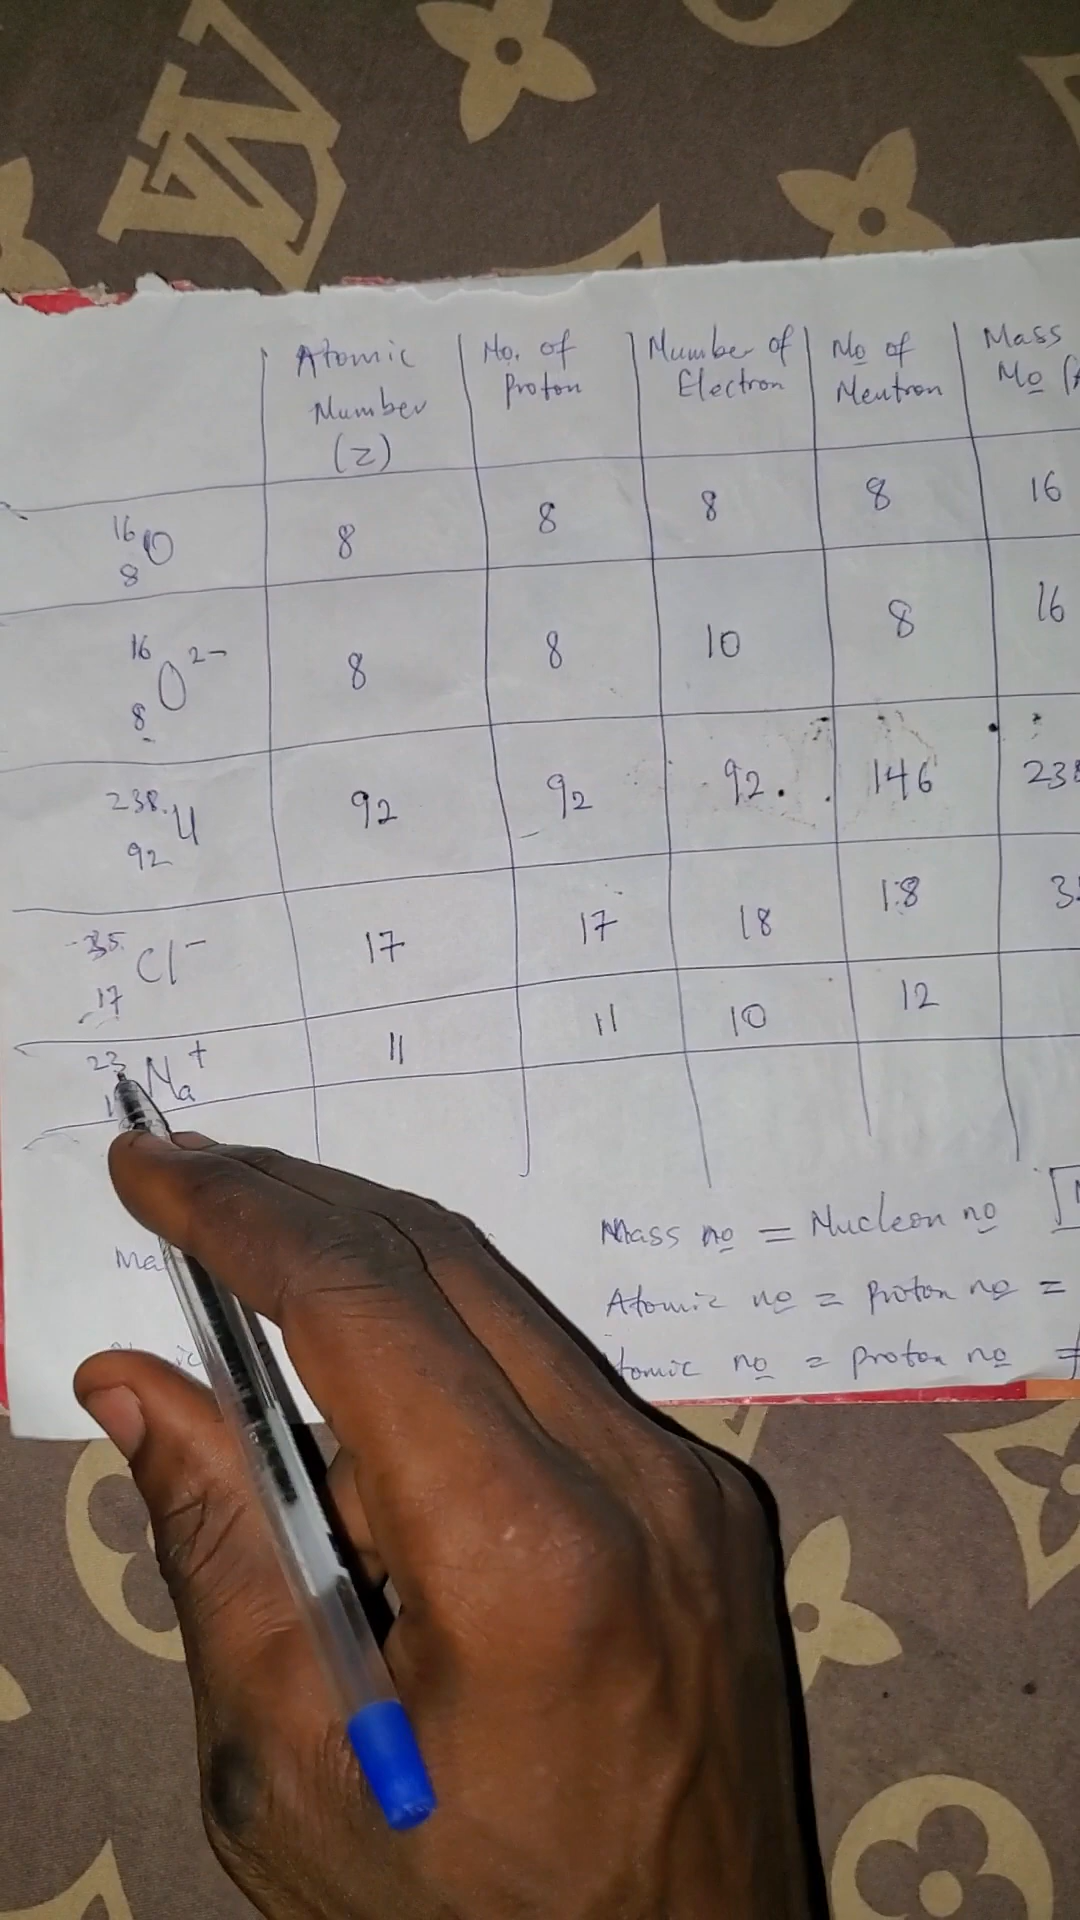 Atomic Number (Z) No. of Proton Number of Electron No of Neutron Mass No
16 8 O 8 8 8 8 16
16 8 O 2- 8 8 10 8 16
238 92 U 92 92 92 146
35 17 Cl - 17 17 18 18
23 Na + 11 11 10 12
Mass no = Nucleon no
Atomic no = proton no =
no = proton no